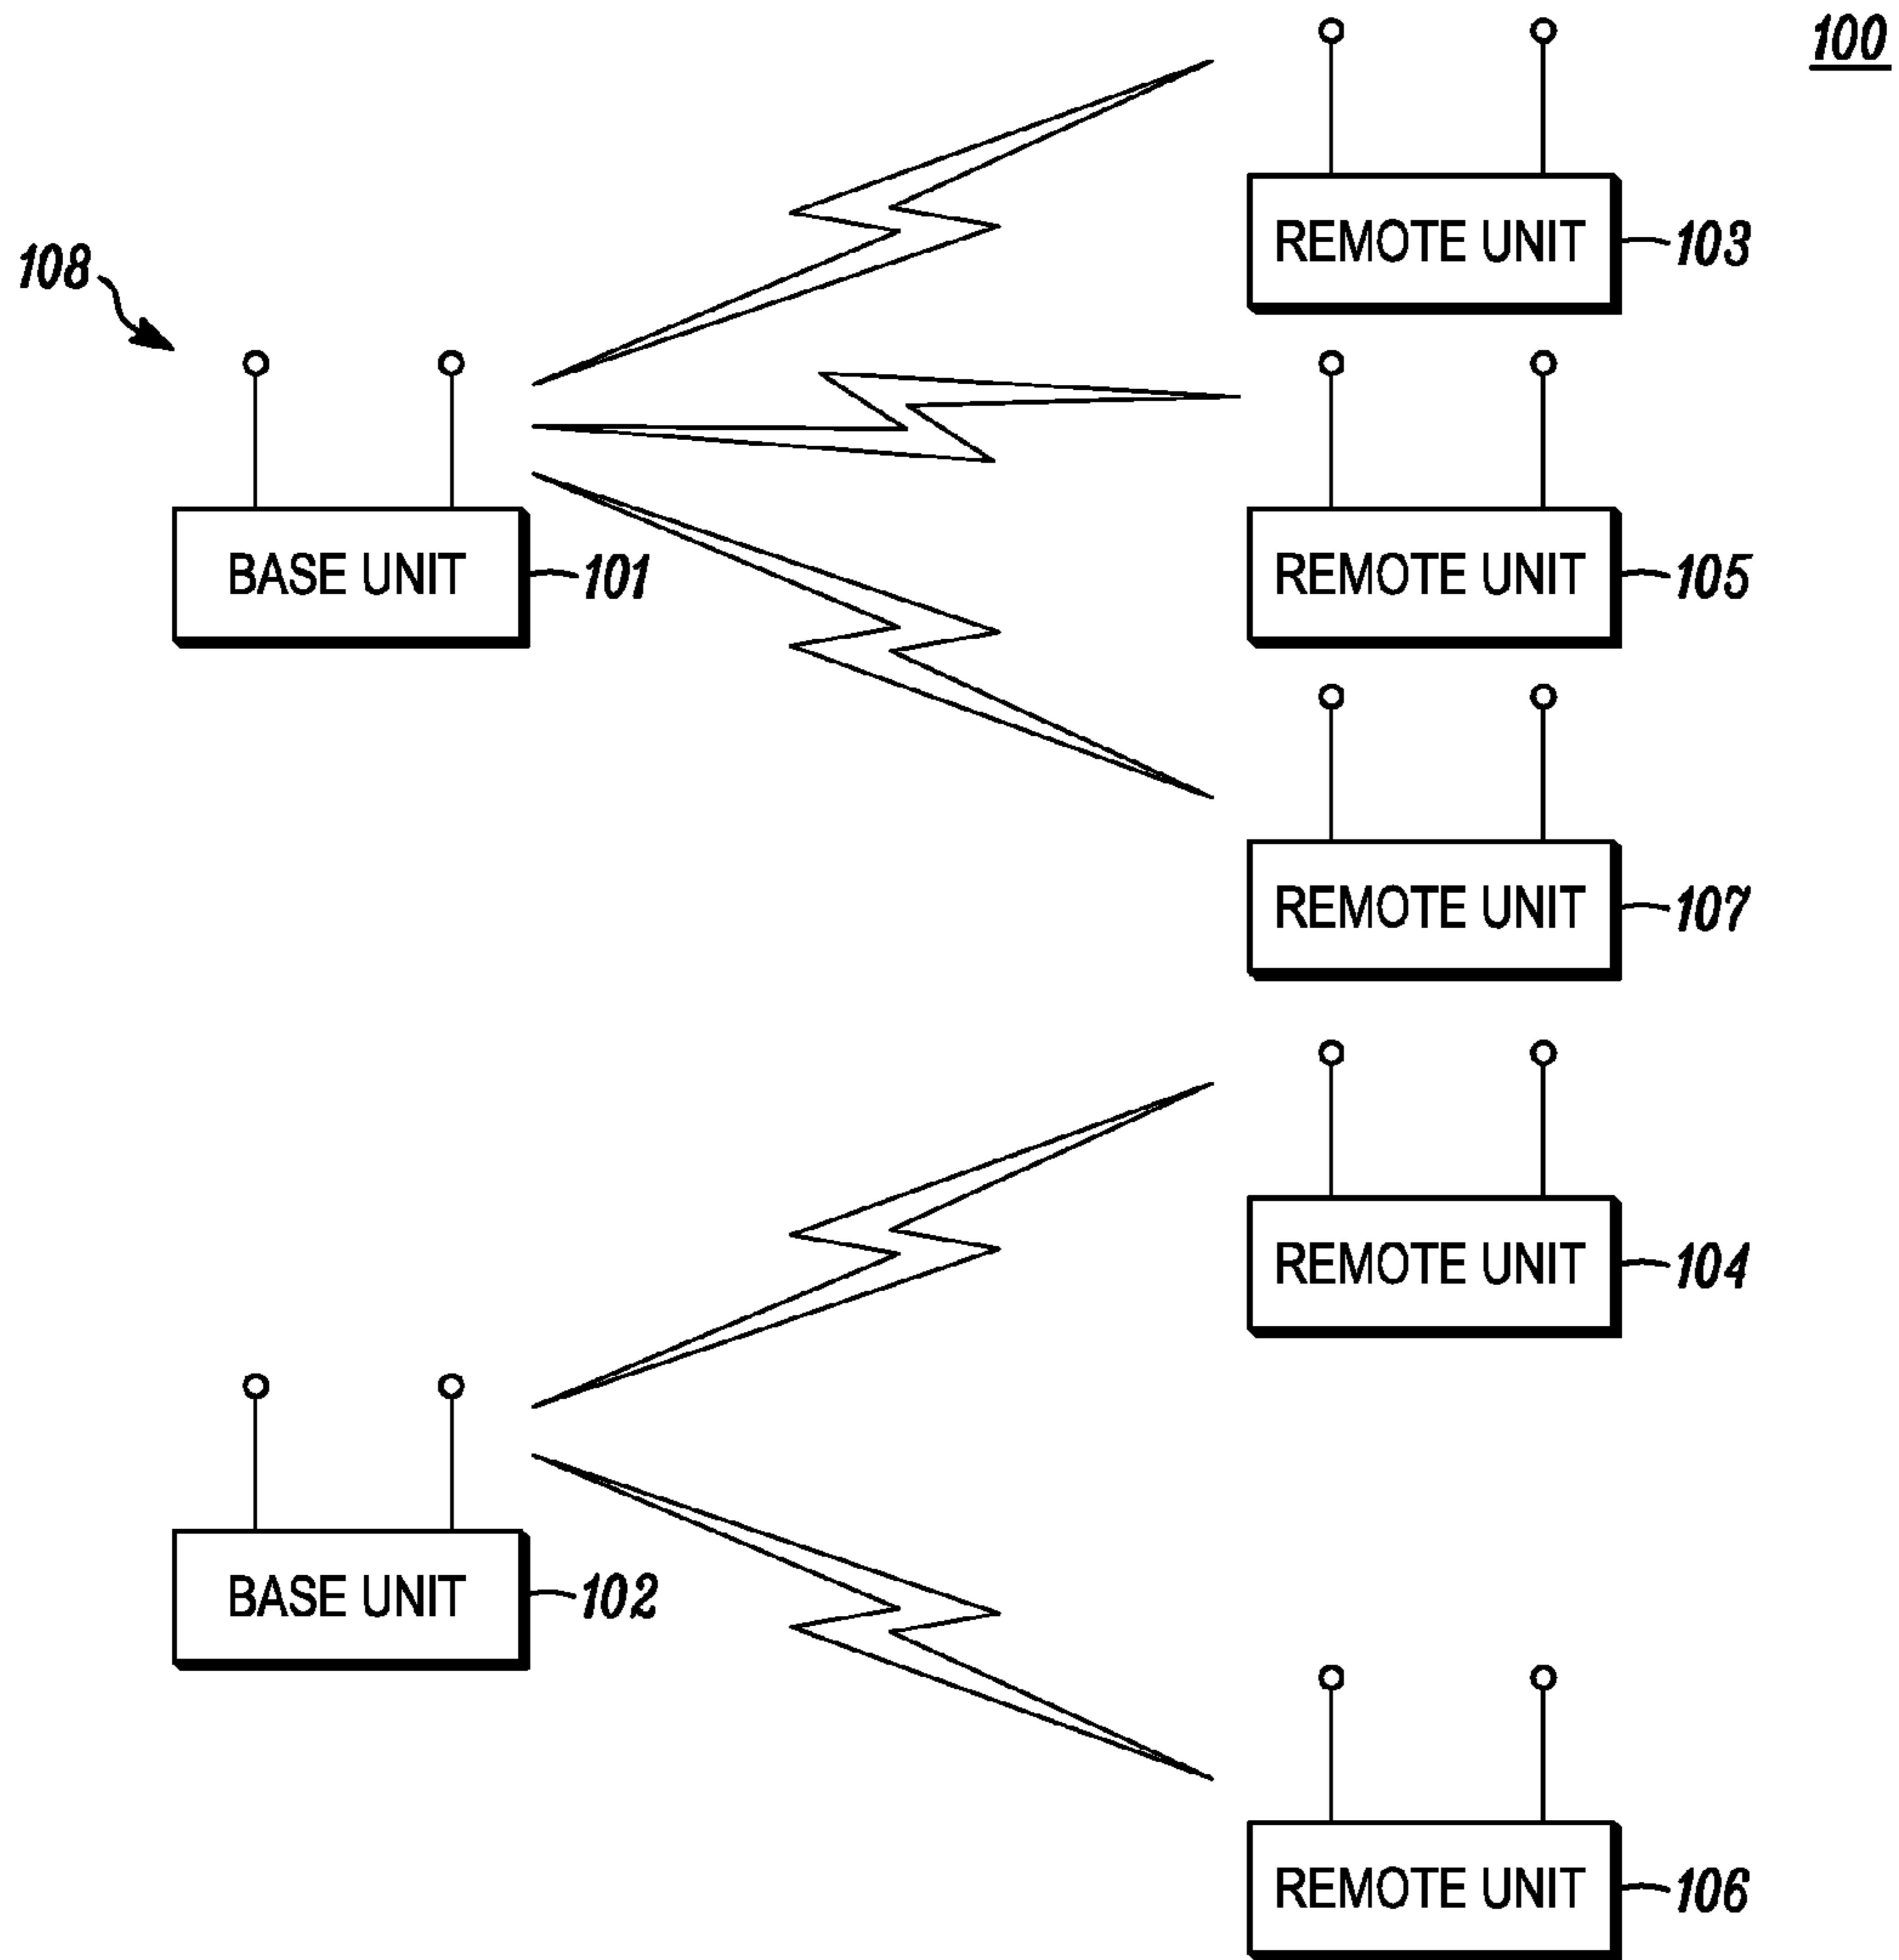 100
REMOTE UNIT 103
108
REMOTE UNIT 105
BASE UNIT 101
REMOTE UNIT 107
REMOTE UNIT 104
BASE UNIT 102
REMOTE UNIT 106